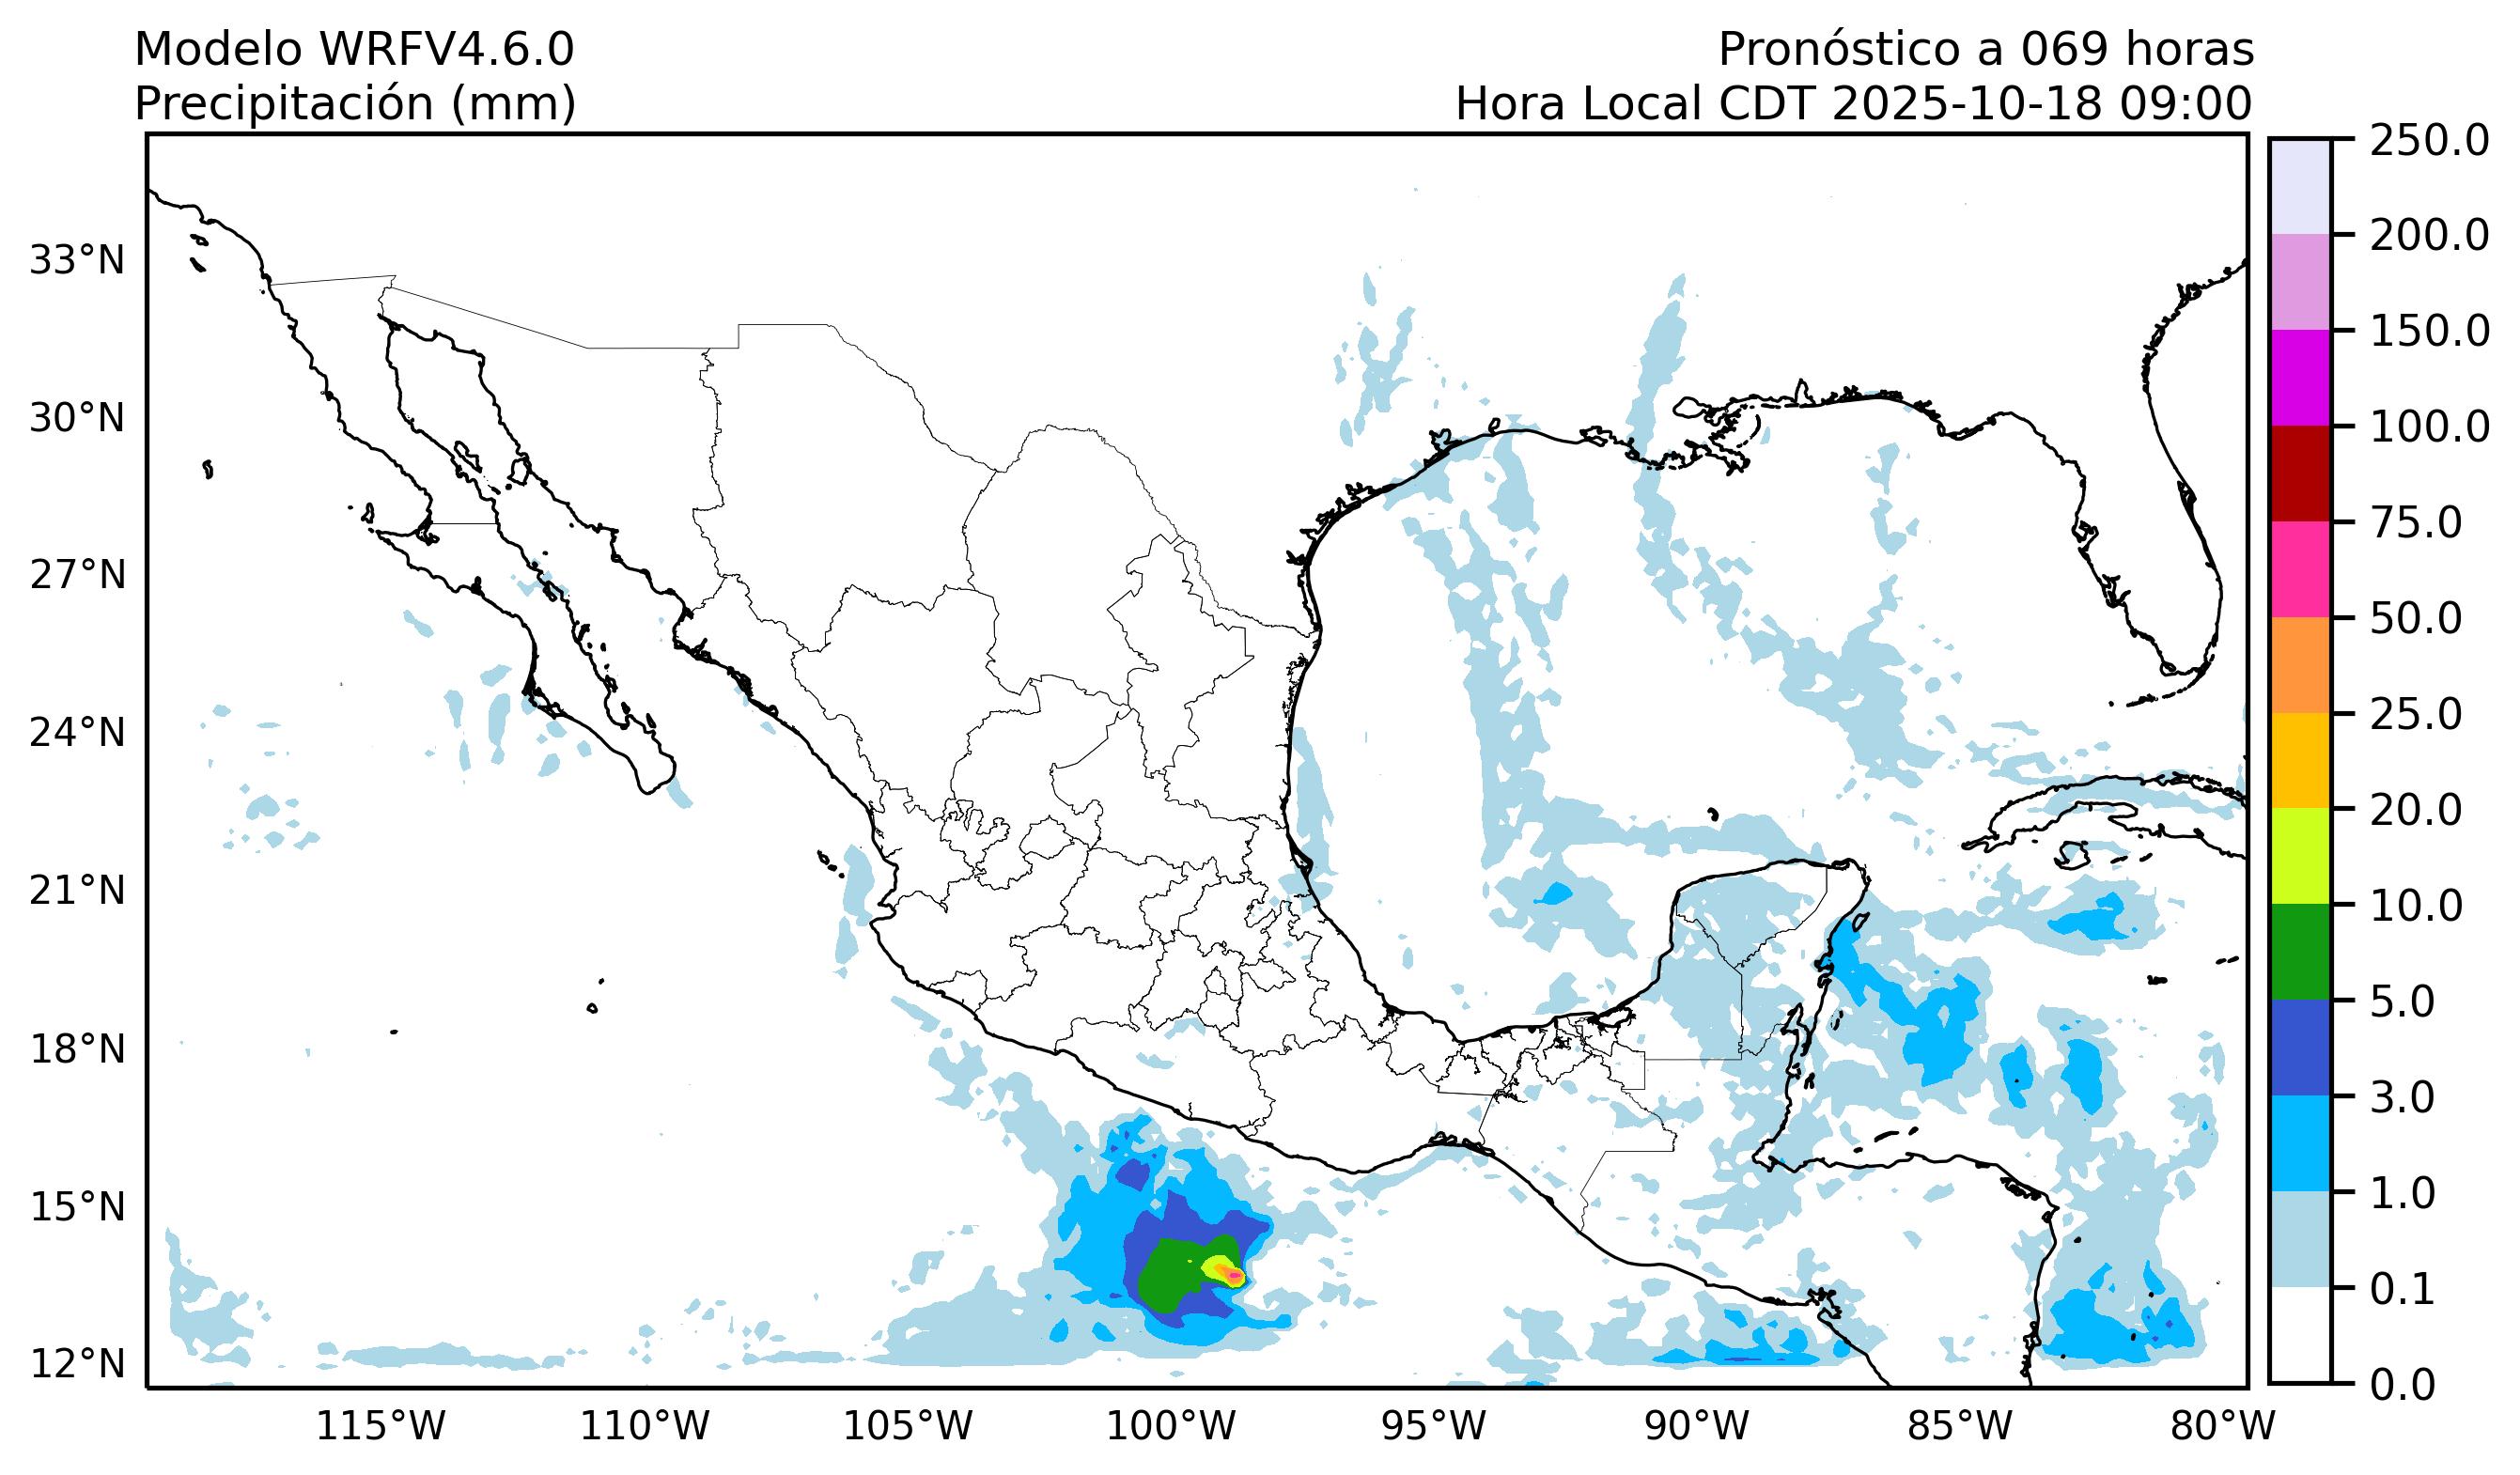 Modelo WRFV4.6.0
Precipitación (mm)
Pronóstico a 069 horas
Hora Local CDT 2025-10-18 09:00
33°N
30°N
27°N
24°N
21°N
18°N
15°N
12°N
115°W
110°W
105°W
100°W
95°W
90°W
85°W
80°W
250.0
200.0
150.0
100.0
75.0
50.0
25.0
20.0
10.0
5.0
3.0
1.0
0.1
0.0